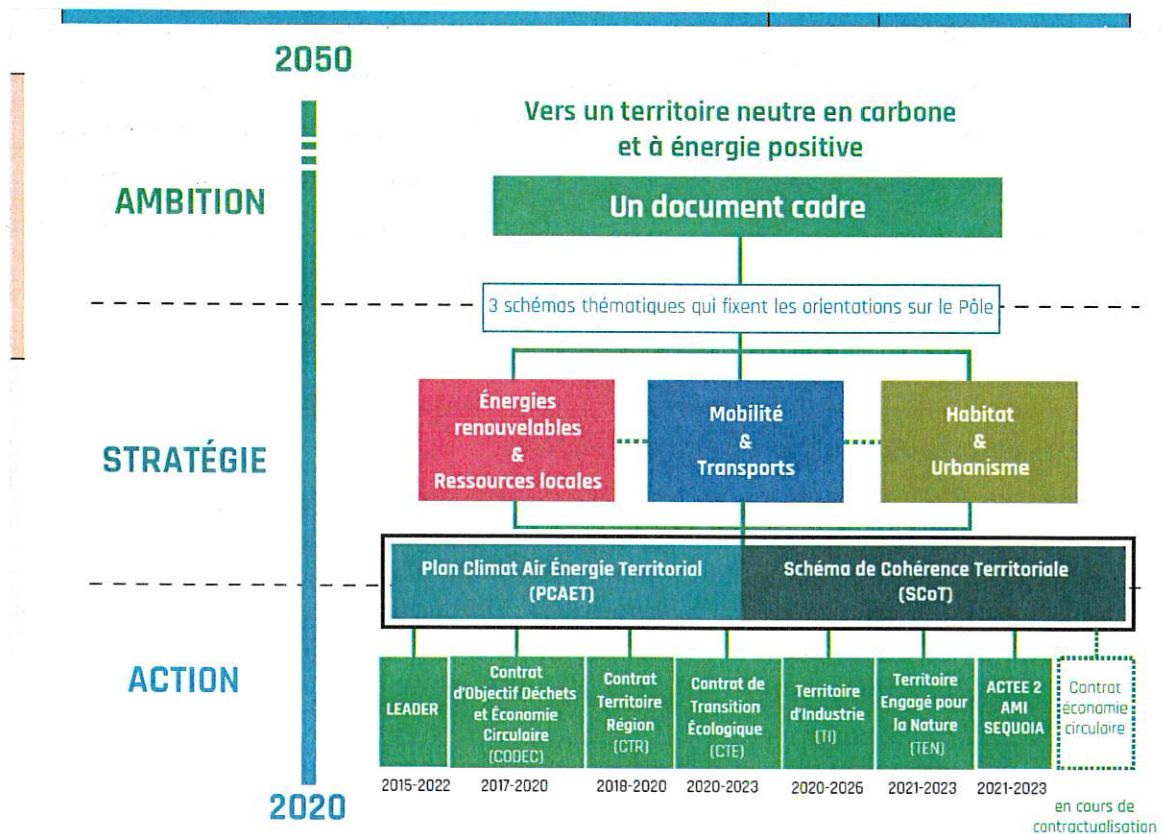 2050
Vers un territoire neutre en carbone
et à énergie positive
AMBITION
Un document cadre
3 schémas thématiques qui fixent les orientations sur le Pôle
STRATÉGIE
Énergies
renouvelables
&
Ressources locales
Mobilité
&
Transports
Habitat
&
Urbanisme
Plan Climat Air Énergie Territorial
(PCAET)
Schéma de Cohérence Territoriale
(SCoT)
ACTION
LEADER
2015-2022
Contrat
d'Objectif Déchets
et Économie
Circulaire
(CODEC)
2017-2020
Contrat
Territoire
Région
(CTR)
2018-2020
Contrat de
Transition
Écologique
(CTE)
2020-2023
Territoire
d'Industrie
(TI)
2020-2026
Territoire
Engagé pour
la Nature
(TEN)
2021-2023
ACTEE 2
AMI
SEQUOIA
2021-2023
Contrat
économie
circulaire
en cours de
contractualisation
2020